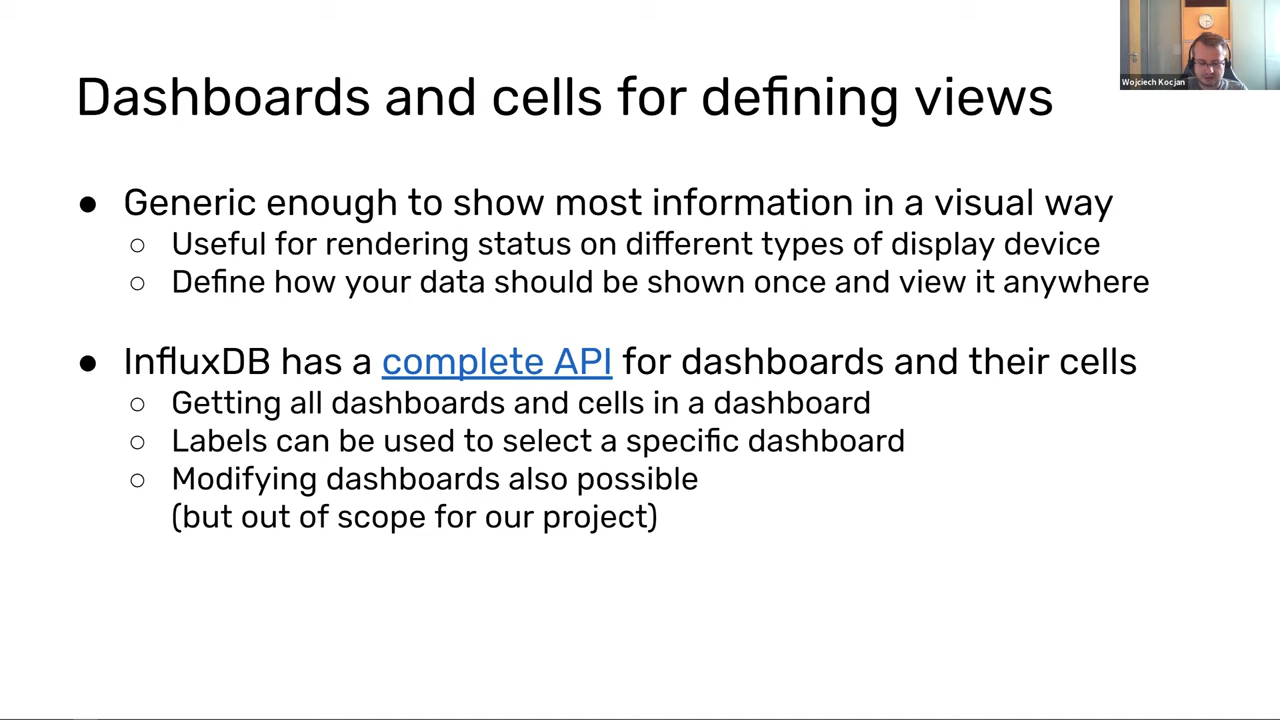 Dashboards and cells for defining views
Wojciech Kocjan
● Generic enough to show most information in a visual way
○ Useful for rendering status on different types of display device
○ Define how your data should be shown once and view it anywhere
● InfluxDB has a complete API for dashboards and their cells
○ Getting all dashboards and cells in a dashboard
○ Labels can be used to select a specific dashboard
○ Modifying dashboards also possible
(but out of scope for our project)